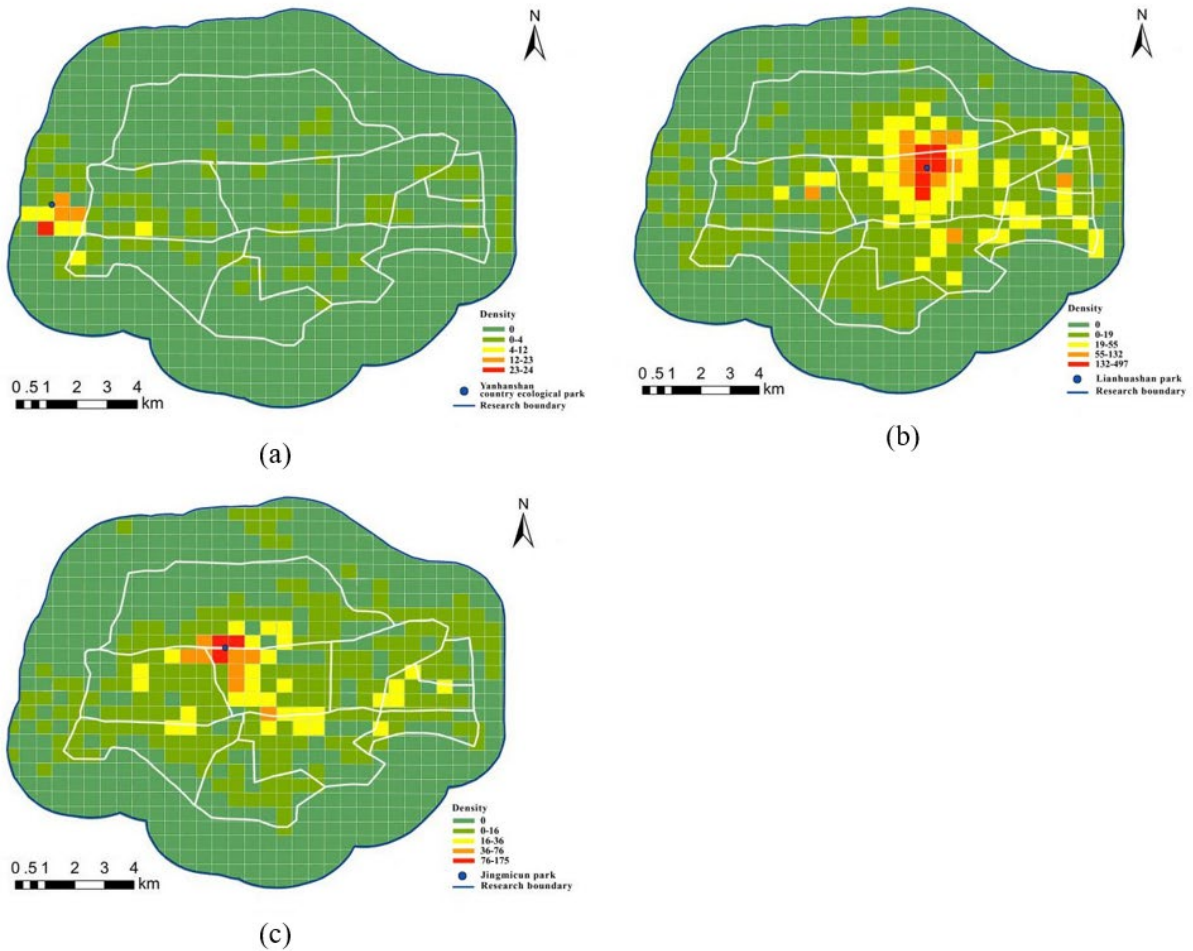 N
Density
0
0-4
4-12
12-23
23-24
Yanhanshan
country ecological park
Research boundary
0 0.5 1 2 3 4
km
(a)
N
Density
0
0-19
19-55
55-132
132-497
Lianhuashan park
Research boundary
0 0.5 1 2 3 4
km
(b)
N
Density
0
0-16
16-36
36-76
76-175
Jingmicun park
Research boundary
0 0.5 1 2 3 4
km
(c)